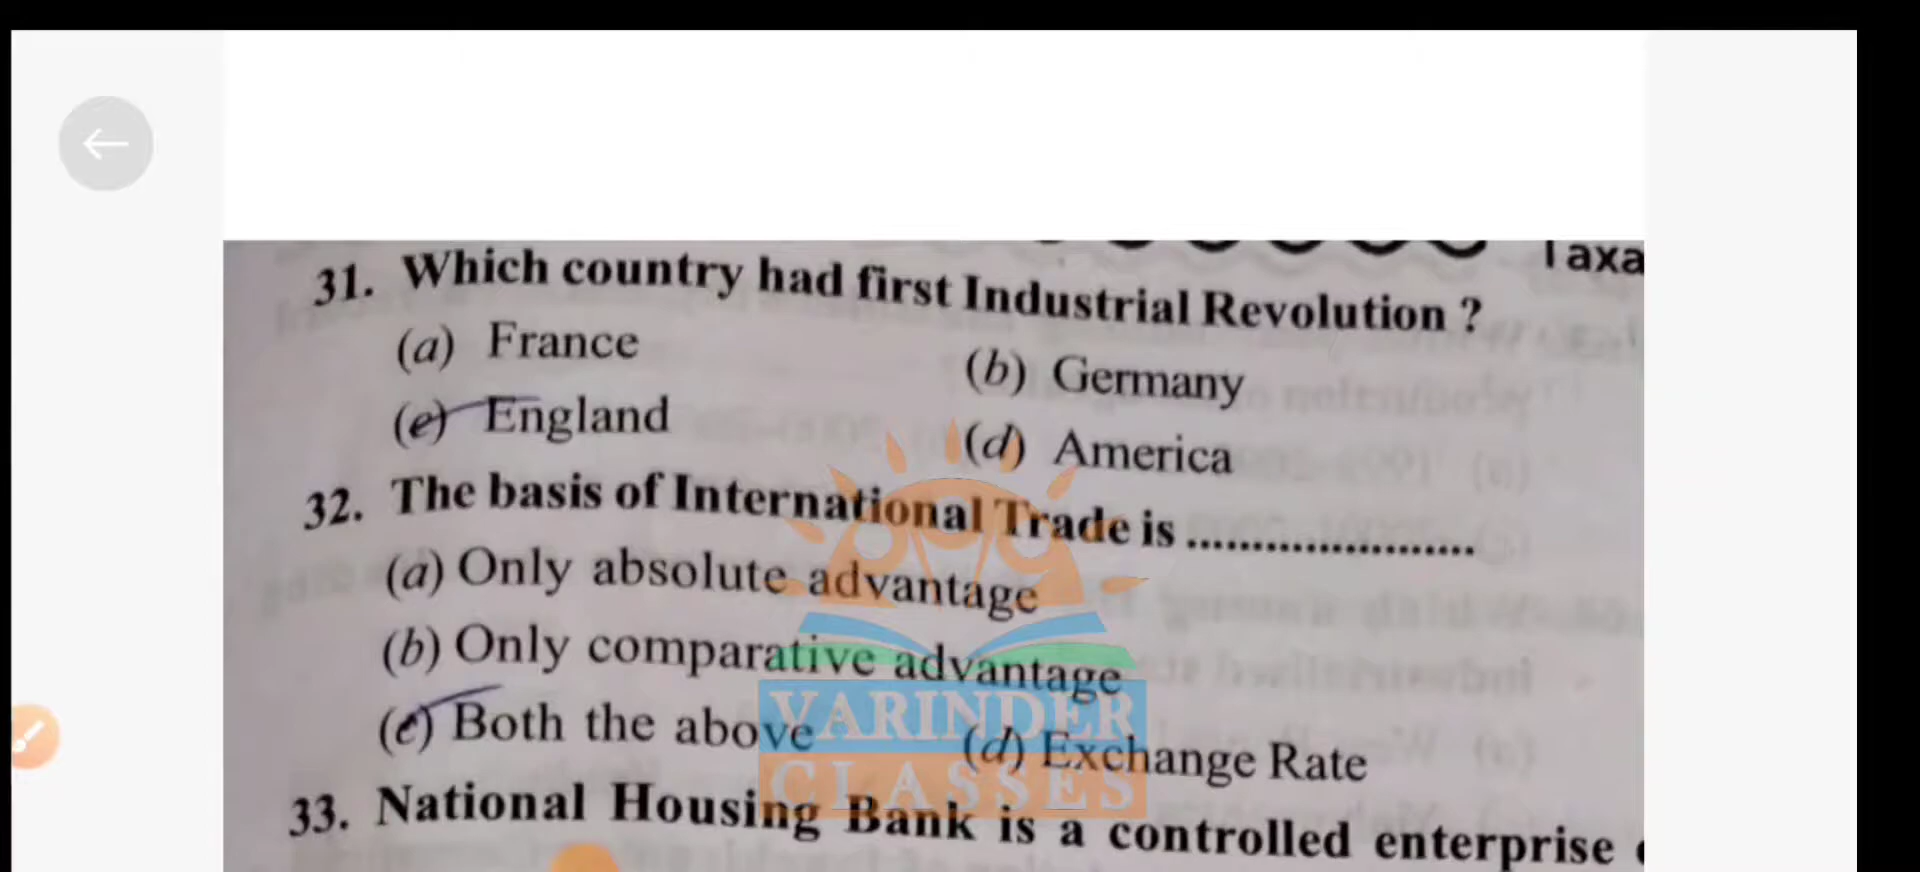 Taxa
31. Which country had first Industrial Revolution ?
(a) France (b) Germany
(c) England (d) America
32. The basis of International Trade is ......................
(a) Only absolute advantage
(b) Only comparative advantage
(c) Both the above (d) Exchange Rate
VARINDER
CLASSES
33. National Housing Bank is a controlled enterprise